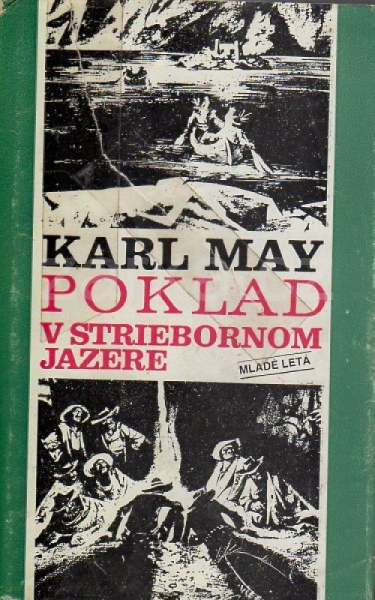 KARL MAY
POKLAD
V STRIEBORNOM
JAZERE
MLADÉ LETÁ